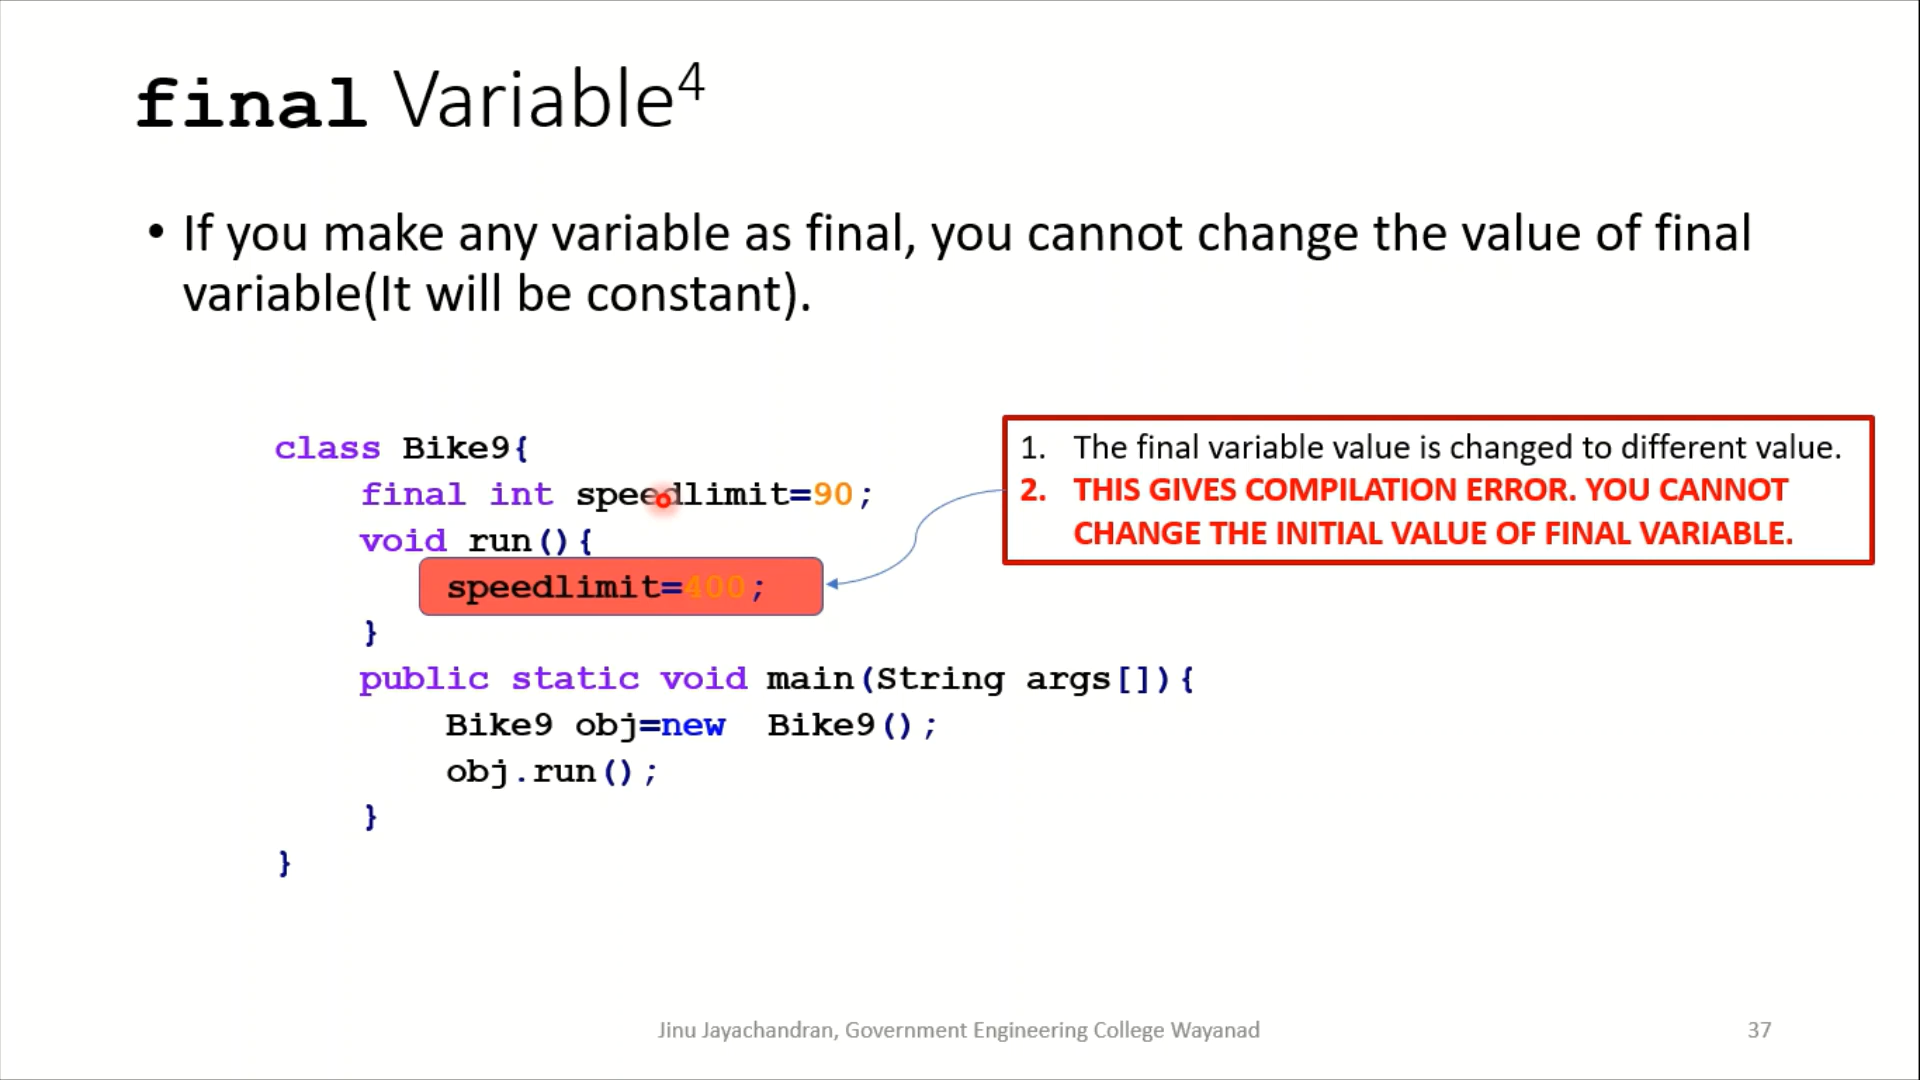 final Variable4
• If you make any variable as final, you cannot change the value of final
variable(It will be constant).
class Bike9{
final int speedlimit=90;
void run(){
speedlimit=400;
}
public static void main(String args[]){
Bike9 obj=new  Bike9();
obj.run();
}
}
1. The final variable value is changed to different value.
2. THIS GIVES COMPILATION ERROR. YOU CANNOT
CHANGE THE INITIAL VALUE OF FINAL VARIABLE.
Jinu Jayachandran, Government Engineering College Wayanad
37